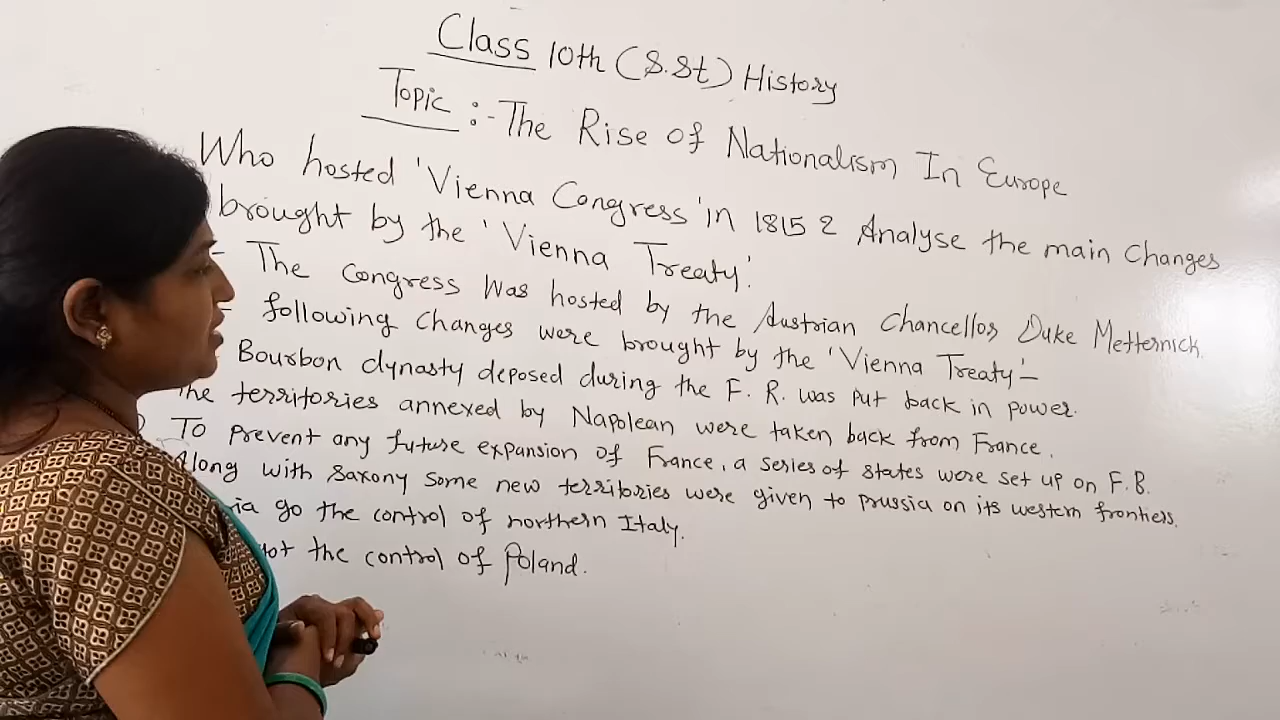 Class 10th (S.St) History
Topic :- The Rise of Nationalism In Europe
Who hosted 'Vienna Congress' in 1815 ? Analyse the main Changes
brought by the 'Vienna Treaty'.
- The Congress was hosted by the Austrian Chancellor Duke Metternich
- following changes were brought by the 'Vienna Treaty' -
Bourbon dynasty deposed during the F. R. was put back in power.
The territories annexed by Napolean were taken back from France.
To prevent any future expansion of France, a series of states were set up on F.B.
Along with Saxony some new territories were given to Prussia on its western frontiers.
go the control of northern Italy.
the control of Poland.